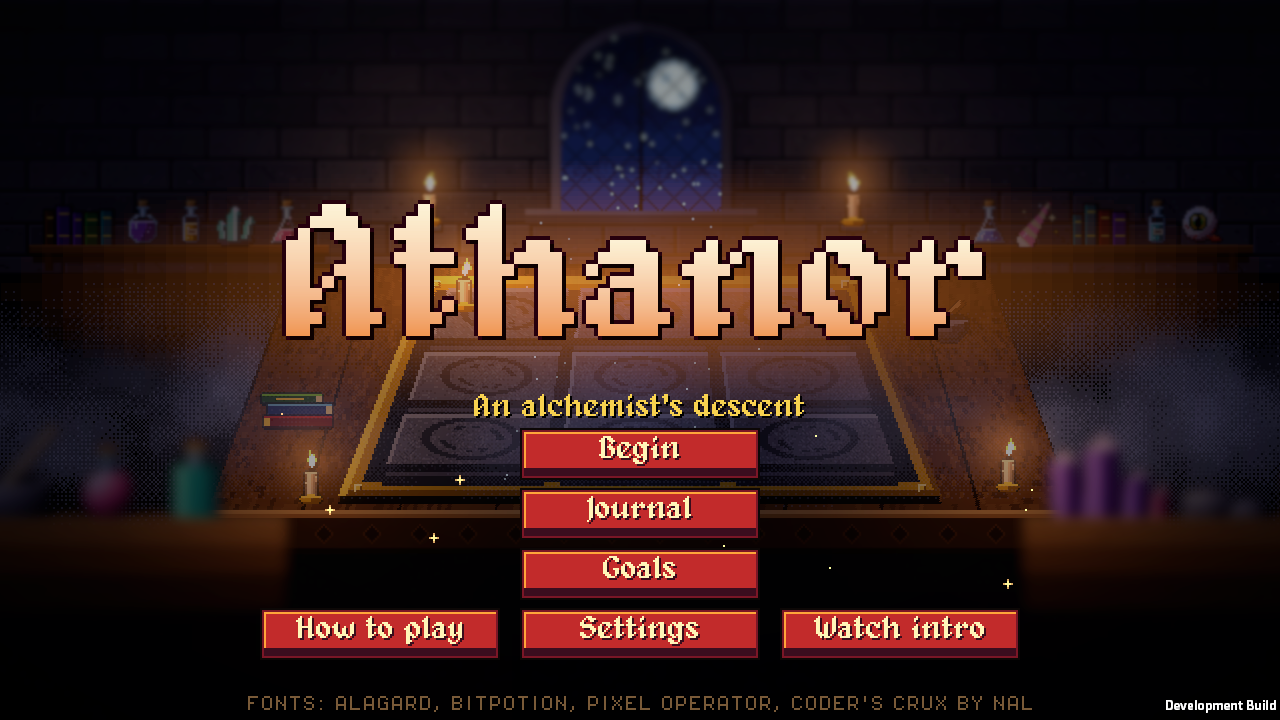 Athanor
An alchemist's descent
Begin
Journal
Goals
How to play
Settings
Watch intro
FONTS: ALAGARD, BITPOTION, PIXEL OPERATOR, CODER'S CRUX BY NAL
Development Build